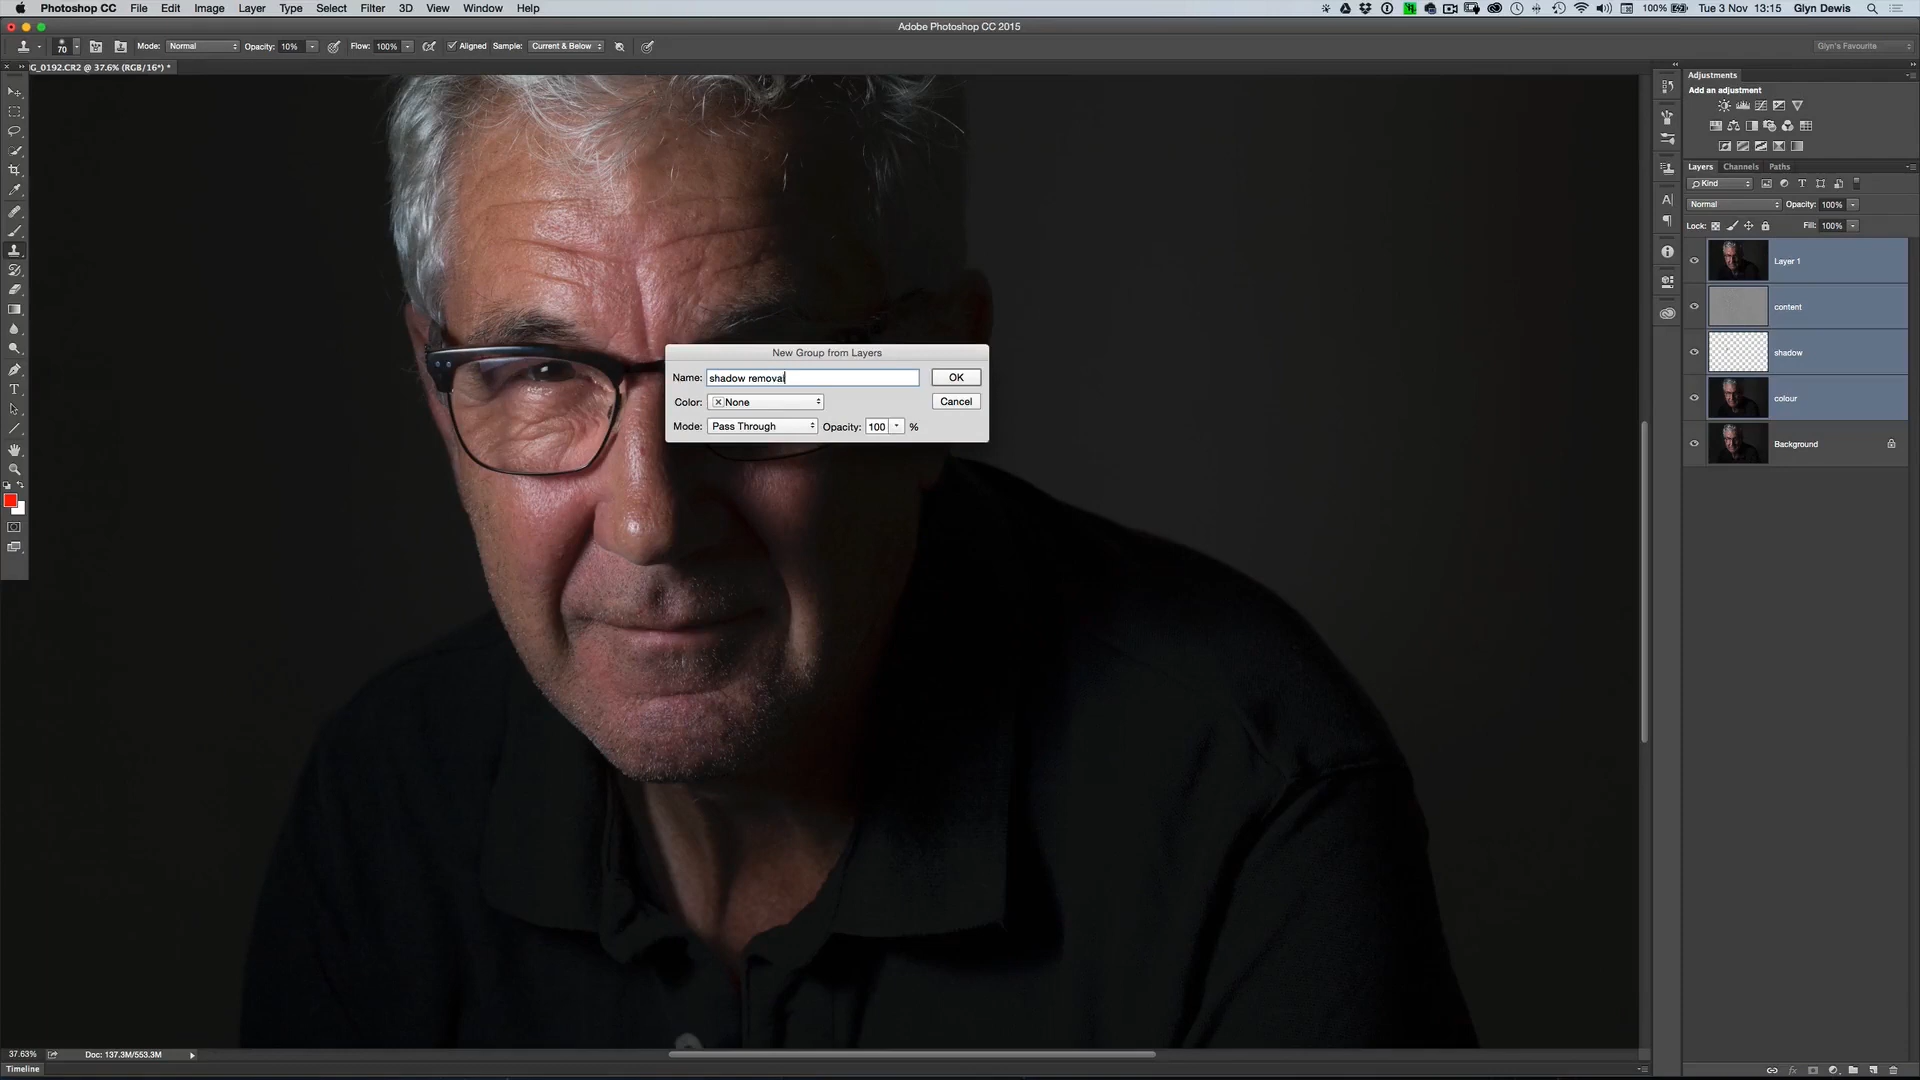 Photoshop CC File Edit Image Layer Type Select Filter 3D View Window Help 100% Tue 3 Nov 13:15 Glyn Dewis
Adobe Photoshop CC 2015
70 Mode: Normal Opacity: 10% Flow: 100% Aligned Sample: Current & Below Glyn's Favourite
G_0192.CR2 @ 37.6% (RGB/16*) *
Adjustments
Add an adjustment
Layers Channels Paths
Kind
Normal Opacity: 100%
Lock: Fill: 100%
Layer 1
content
shadow
colour
Background
New Group from Layers
Name: shadow removal OK
Color: None Cancel
Mode: Pass Through Opacity: 100 %
37.63% Doc: 137.3M/553.3M
Timeline